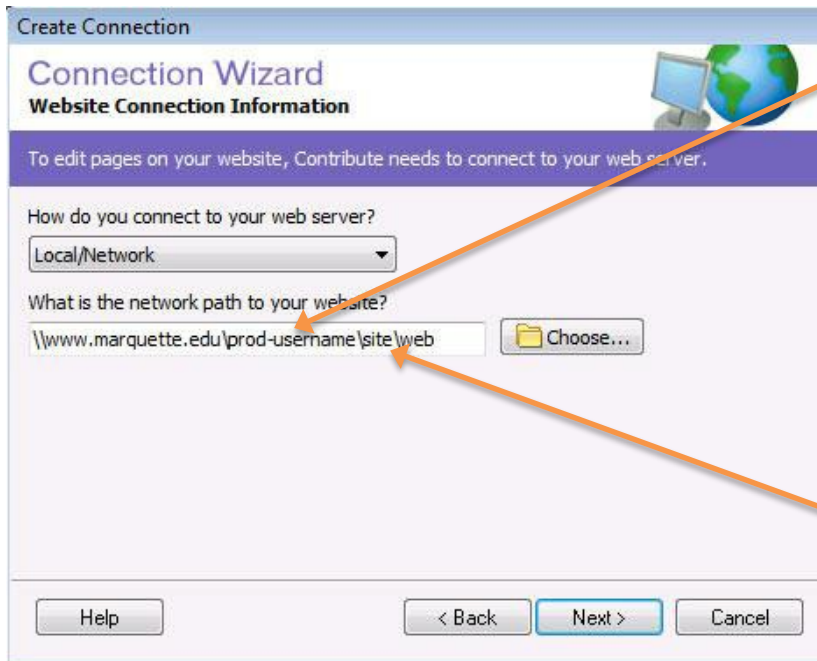 Create Connection
Connection Wizard
Website Connection Information
To edit pages on your website, Contribute needs to connect to your web server.
How do you connect to your web server?
Local/Network
What is the network path to your website?
\\www.marquette.edu\prod-username\site\web
Choose...
Help
< Back
Next >
Cancel